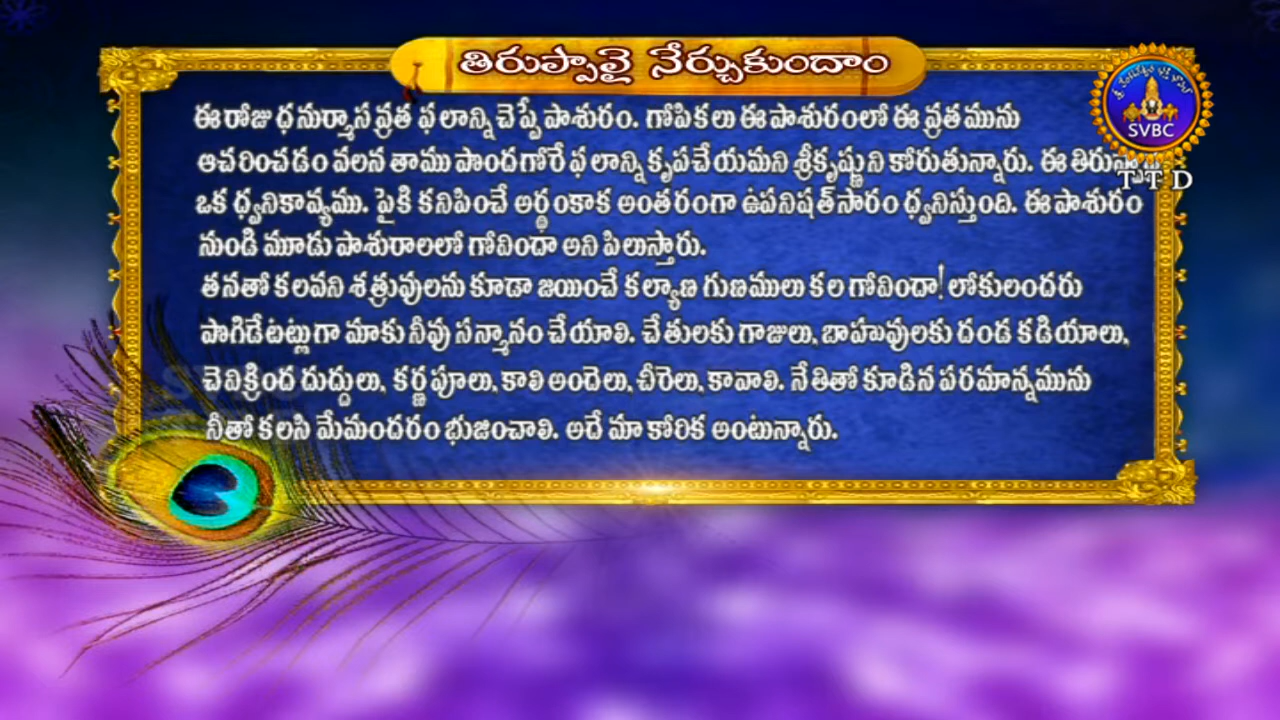 తిరుప్పావై నేర్చుకుందాం
ఈ రోజు ధనుర్మాస వ్రత ఫలాన్ని చెప్పే పాశురం. గోపికలు ఈ పాశురంలో ఈ వ్రతమును
ఆచరించడం వలన తాము పొందగోరే ఫలాన్ని కృపచేయమని శ్రీకృష్ణుని కోరుతున్నారు. ఈ
ఒక ధ్వనికావ్యము. పైకి కనిపించే అర్ధంకాక అంతరంగా ఉపనిషత్ సారం ధ్వనిస్తుంది. ఈ పాశురం
నుండి మూడు పాశురాలలో గోవిందా అని పిలుస్తారు.
తనతో కలవని శత్రువులను కూడా జయించే కల్యాణ గుణములు కల గోవిందా! లోకులందరు
పొగిడేటట్లుగా మాకు నీవు సన్మానం చేయాలి. చేతులకు గాజులు, బాహువులకు దండ కడియాలు,
చెవిక్రింద దుద్దులు, కర్ణపూలు, కాలి అందెలు, చీరెలు, కావాలి. నేతితో కూడిన పరమాన్నమును
నీతో కలసి మేమందరం భుజించాలి. అదే మా కోరిక అంటున్నారు.
SVBC
TTD